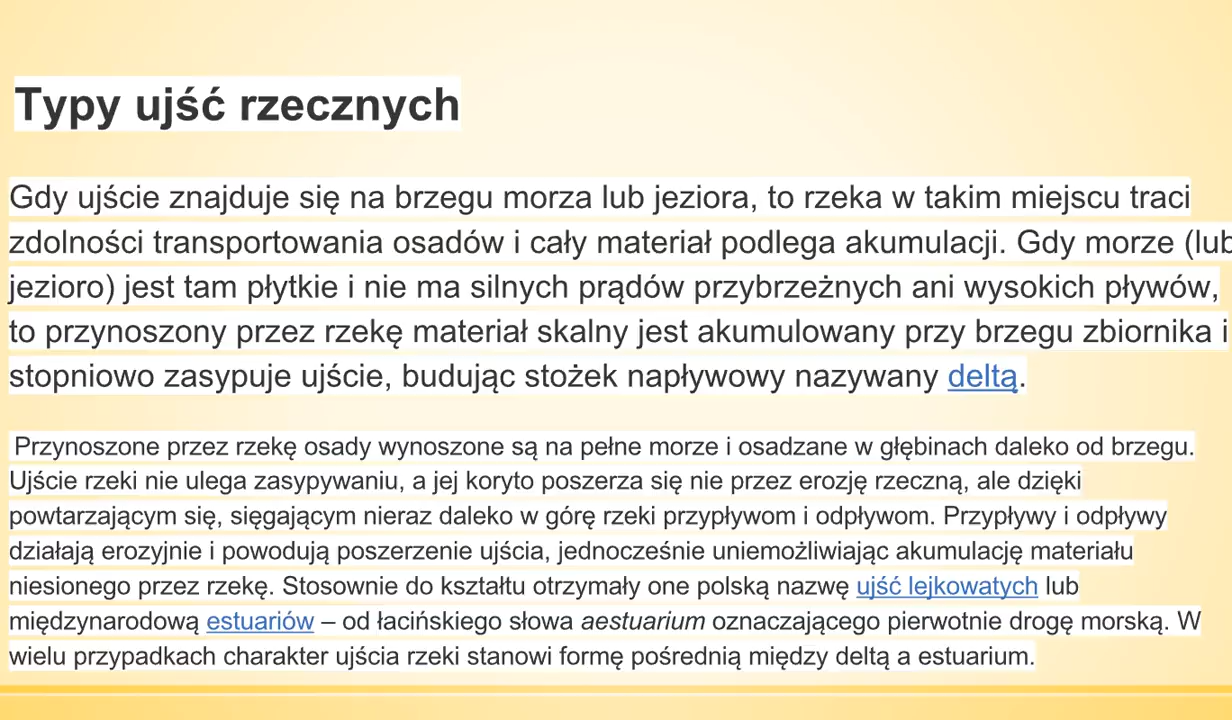 Typy ujść rzecznych
Gdy ujście znajduje się na brzegu morza lub jeziora, to rzeka w takim miejscu traci
zdolności transportowania osadów i cały materiał podlega akumulacji. Gdy morze (lub
jezioro) jest tam płytkie i nie ma silnych prądów przybrzeżnych ani wysokich pływów,
to przynoszony przez rzekę materiał skalny jest akumulowany przy brzegu zbiornika i
stopniowo zasypuje ujście, budując stożek napływowy nazywany deltą.
Przynoszone przez rzekę osady wynoszone są na pełne morze i osadzane w głębinach daleko od brzegu.
Ujście rzeki nie ulega zasypywaniu, a jej koryto poszerza się nie przez erozję rzeczną, ale dzięki
powtarzającym się, sięgającym nieraz daleko w górę rzeki przypływom i odpływom. Przypływy i odpływy
działają erozyjnie i powodują poszerzenie ujścia, jednocześnie uniemożliwiając akumulację materiału
niesionego przez rzekę. Stosownie do kształtu otrzymały one polską nazwę ujść lejkowatych lub
międzynarodową estuariów – od łacińskiego słowa aestuarium oznaczającego pierwotnie drogę morską. W
wielu przypadkach charakter ujścia rzeki stanowi formę pośrednią między deltą a estuarium.